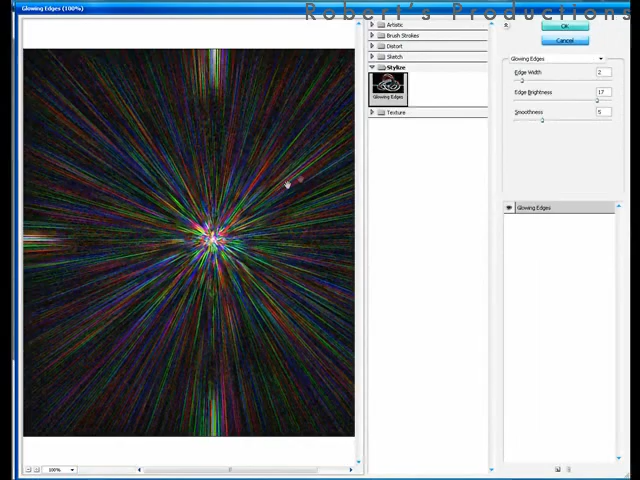 Glowing Edges (100%)
Robert's Productions
Artistic
Brush Strokes
Distort
Sketch
Stylize
Glowing Edges
Texture
OK
Cancel
Glowing Edges
Edge Width 2
Edge Brightness 17
Smoothness 5
Glowing Edges
100%